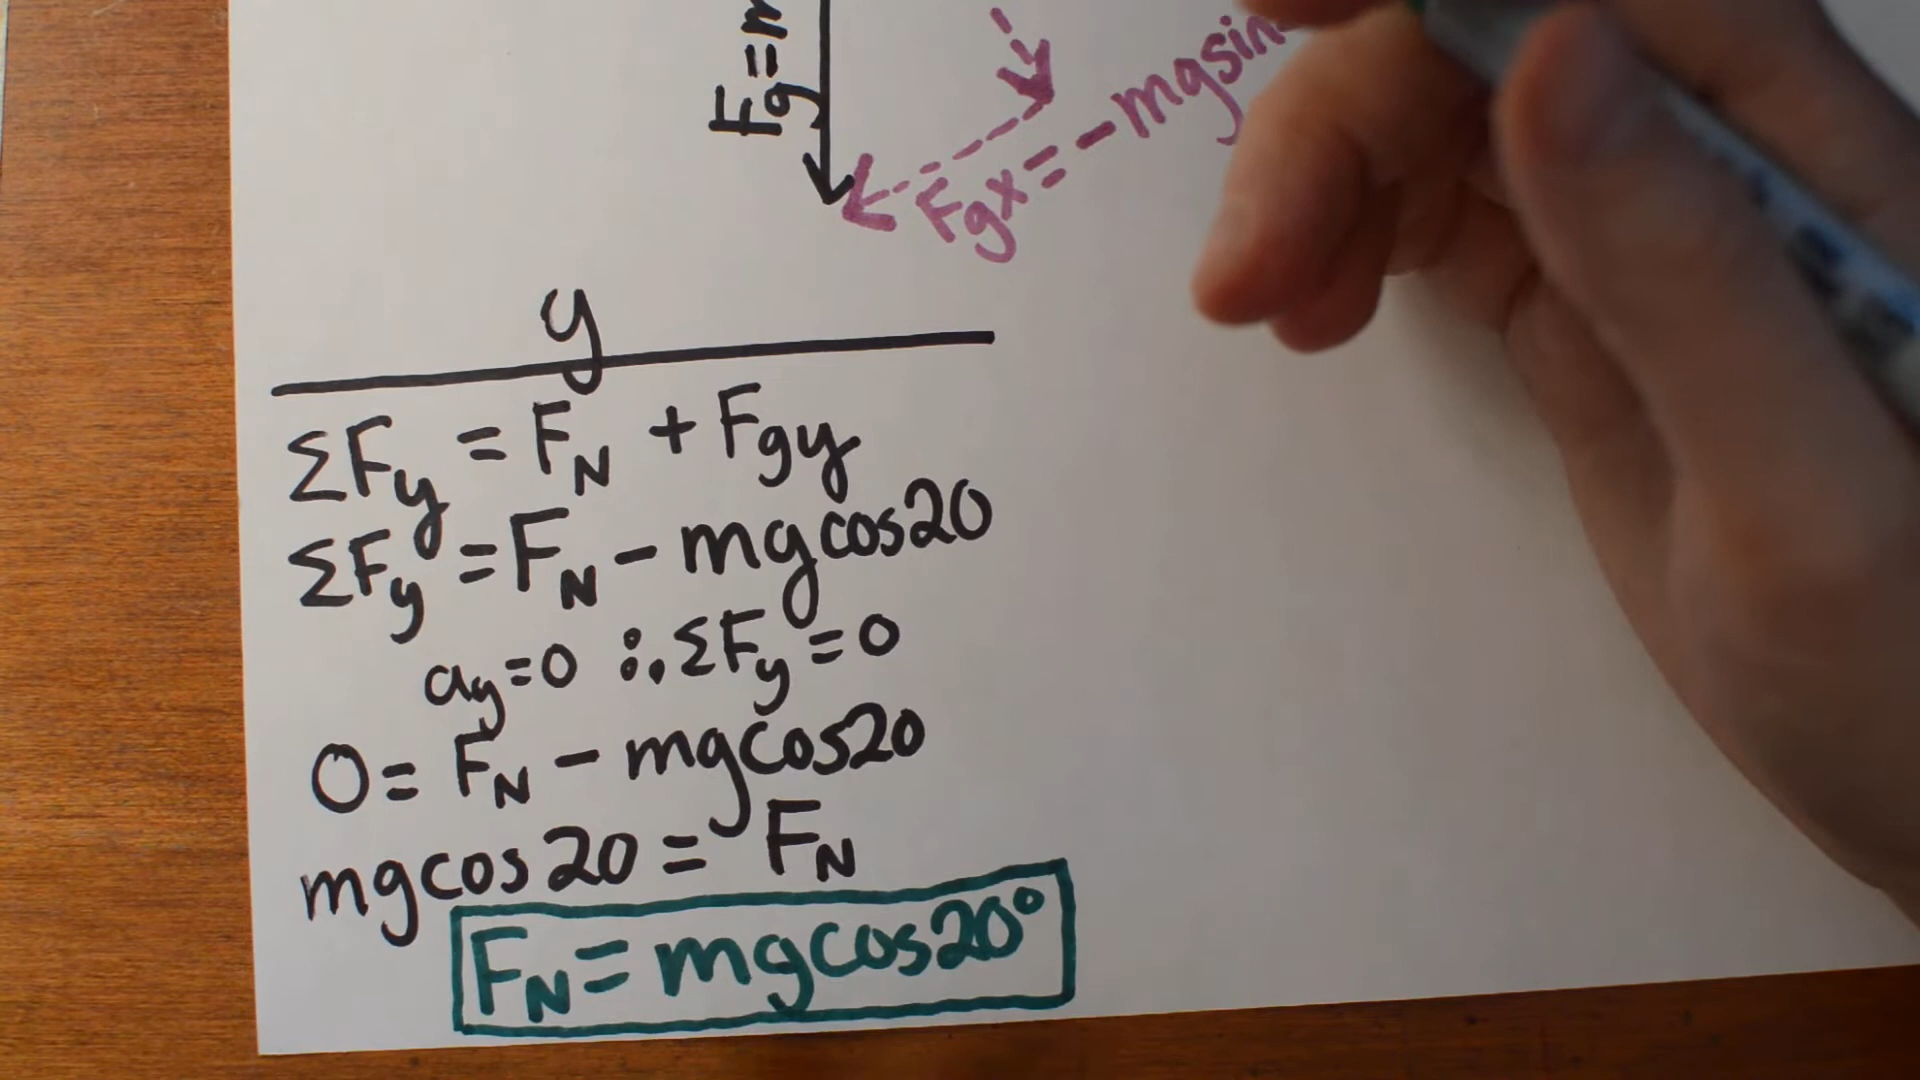 Fg=m
Fgx=-mgsin
y
ΣFy = FN + Fgy
ΣFy = FN - mgcos20
ay=0 ∴ ΣFy=0
0= FN - mgcos20
mgcos20 = FN
FN=mgcos20°